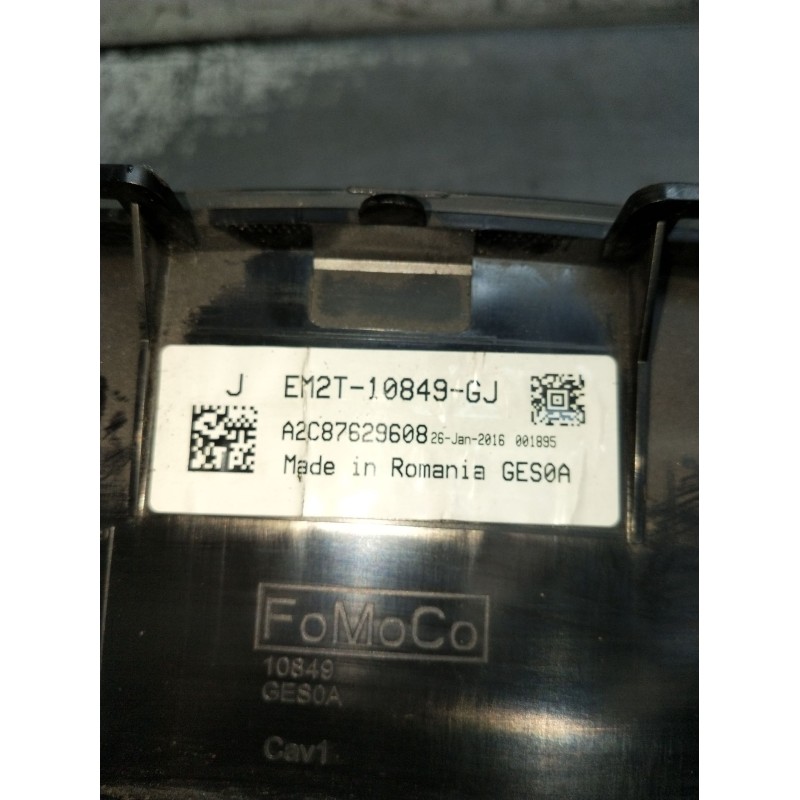 J EM2T-10849-GJ
A2C87629608 26-Jan-2016 001895
Made in Romania GES0A
FoMoCo
10849
GES0A
Cav1